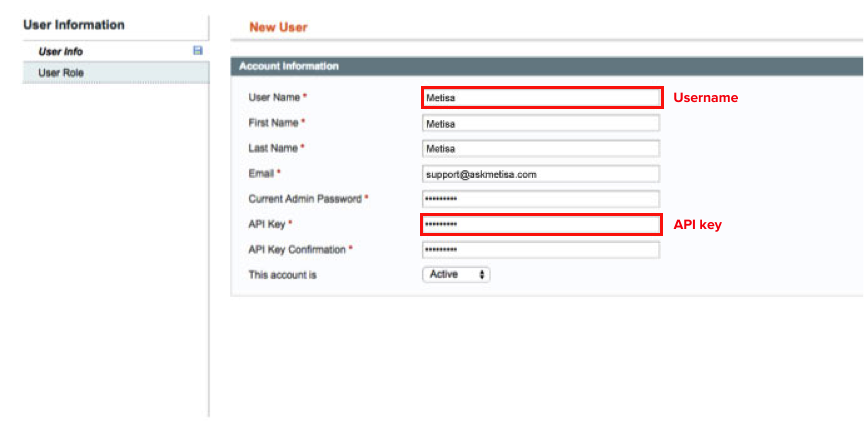 User Information
User Info
User Role
New User
Account Information
User Name * Metisa Username
First Name * Metisa
Last Name * Metisa
Email * support@askmetisa.com
Current Admin Password * •••••••••
API Key * ••••••••• API key
API Key Confirmation * •••••••••
This account is Active